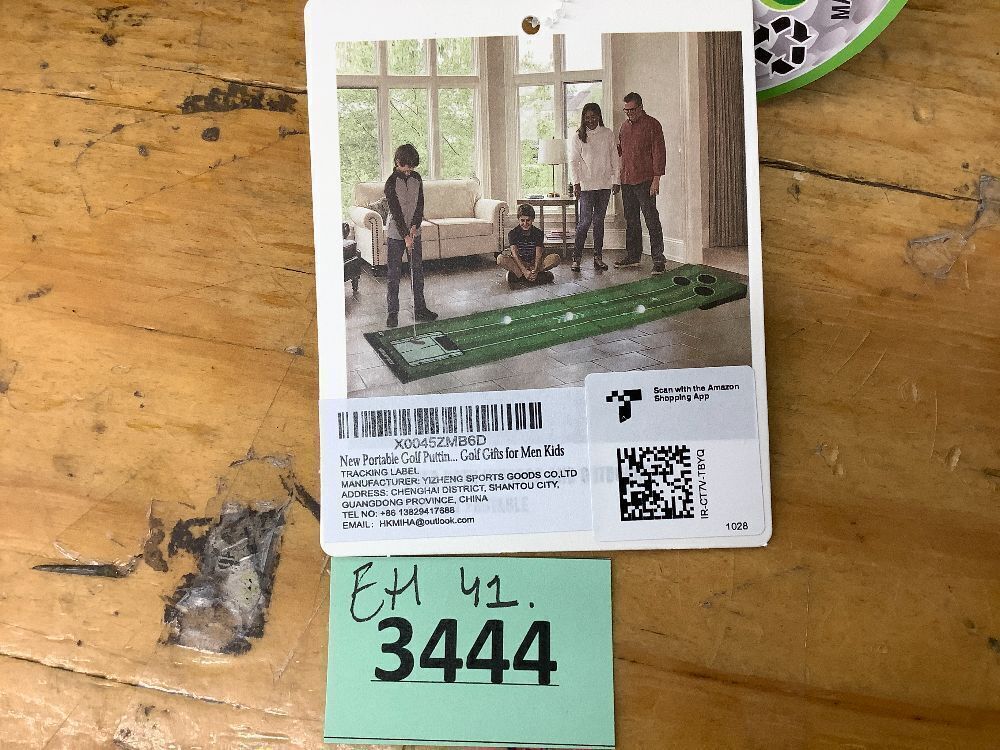 MA
Scan with the Amazon
Shopping App
X0045ZMB6D
New Portable Golf Puttin... Golf Gifts for Men Kids
TRACKING LABEL
MANUFACTURER: YIZHENG SPORTS GOODS CO,LTD
ADDRESS: CHENGHAI DISTRICT, SHANTOU CITY,
GUANGDONG PROVINCE, CHINA
TEL NO: +86 13829417688
EMAIL: HKMIHA@outlook.com
IR-CT7V-TBYQ
1028
EH 41.
3444